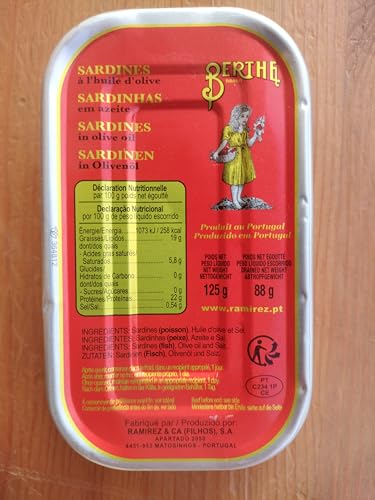 SARDINES
à l'huile d'olive
SARDINHAS
em azeite
SARDINES
in olive oil
SARDINEN
in Olivenöl
BERTHE
Déclaration Nutritionnelle
par 100 g poids net égoutté
Declaração Nutricional
por 100 g de peso líquido escorrido
Énergie/Energia 1073 kJ / 258 kcal
Graisses/Lípidos 19 g
dont/dos quais
- Acides gras saturés/
Saturados 5,8 g
Glucides/
Hidratos de Carbono 0 g
dont/dos quais
- Sucres/Açúcares 0 g
Protéines/Proteínas 22 g
Sel/Sal 0,54 g
Produit au Portugal
Produzido em Portugal
POIDS NET
PESO LÍQUIDO
NET WEIGHT
NETTOGEWICHT
125 g
POIDS NET ÉGOUTTÉ
PESO LÍQUIDO ESCORRIDO
DRAINED NET WEIGHT
ABTROPFGEWICHT
88 g
www.ramirez.pt
INGRÉDIENTS: Sardines (poisson), Huile d'olive et Sel.
INGREDIENTES: Sardinhas (peixe), Azeite e Sal.
INGREDIENTS: Sardines (fish), Olive oil and Salt.
ZUTATEN: Sardinen (Fisch), Olivenöl und Salz.
PT
C234 1P
CE
Fabriqué par / Produzido por:
RAMIREZ & CA (FILHOS), S.A.
APARTADO 2050
4451-953 MATOSINHOS - PORTUGAL